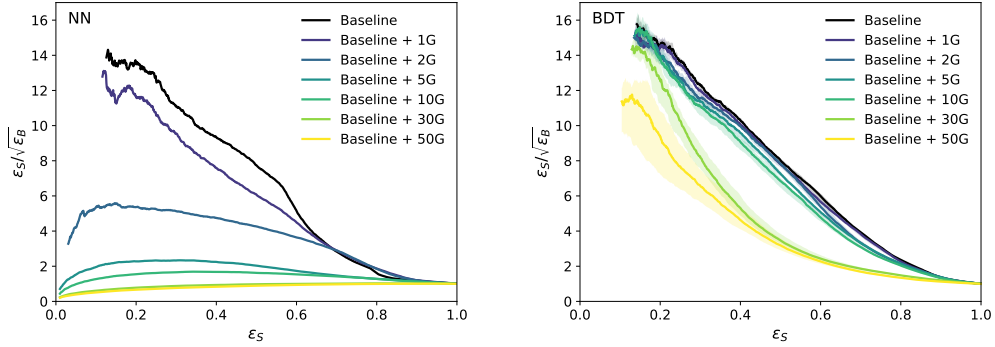 NN
Baseline
Baseline + 1G
Baseline + 2G
Baseline + 5G
Baseline + 10G
Baseline + 30G
Baseline + 50G
16
14
12
10
8
6
4
2
0
εS/√εB
0.0 0.2 0.4 0.6 0.8 1.0
εS
BDT
Baseline
Baseline + 1G
Baseline + 2G
Baseline + 5G
Baseline + 10G
Baseline + 30G
Baseline + 50G
16
14
12
10
8
6
4
2
0
εS/√εB
0.0 0.2 0.4 0.6 0.8 1.0
εS